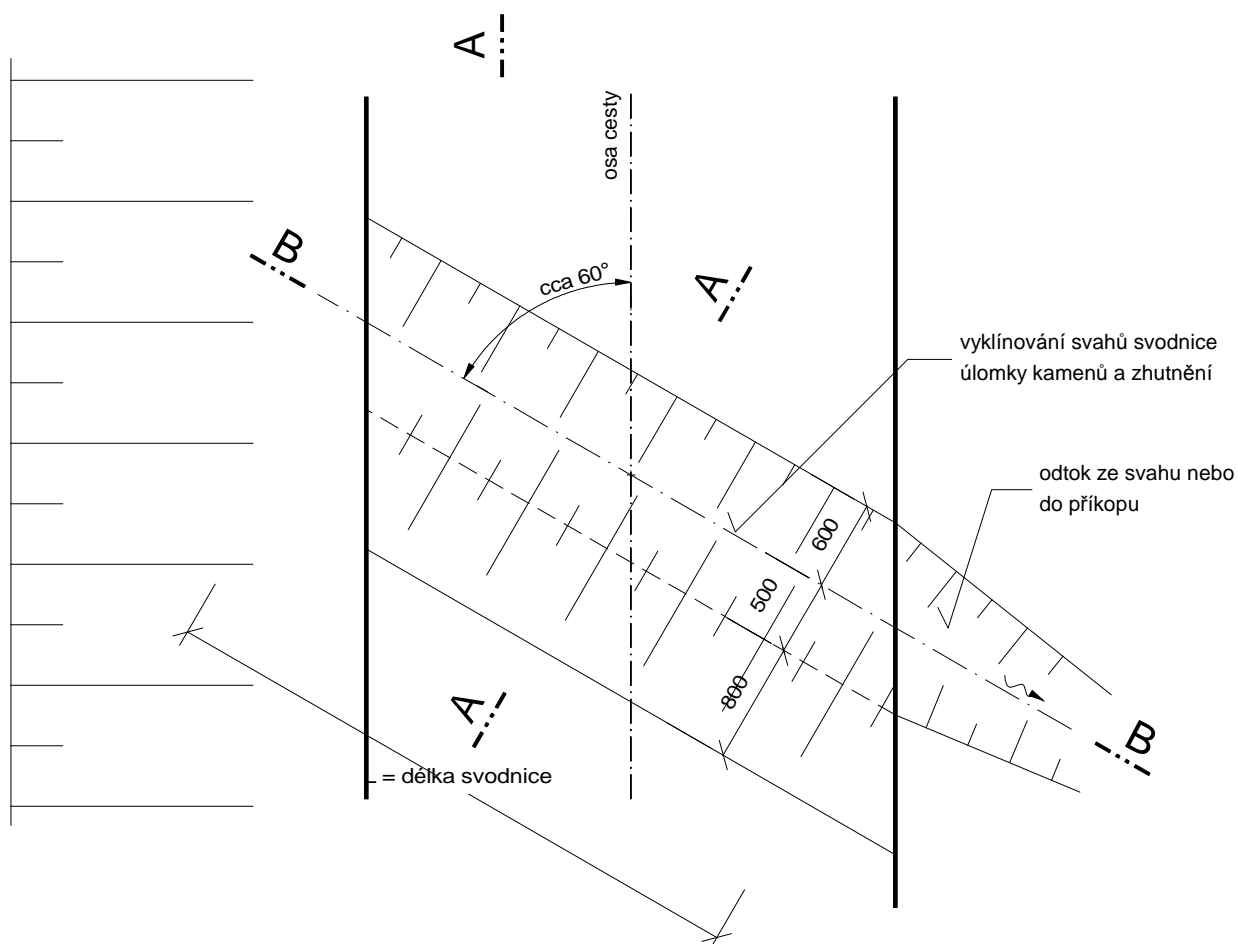 A
osa cesty
B
cca 60°
A
vyklínování svahů svodnice
úlomky kamenů a zhutnění
odtok ze svahu nebo
do příkopu
600
500
800
A
B
L = délka svodnice